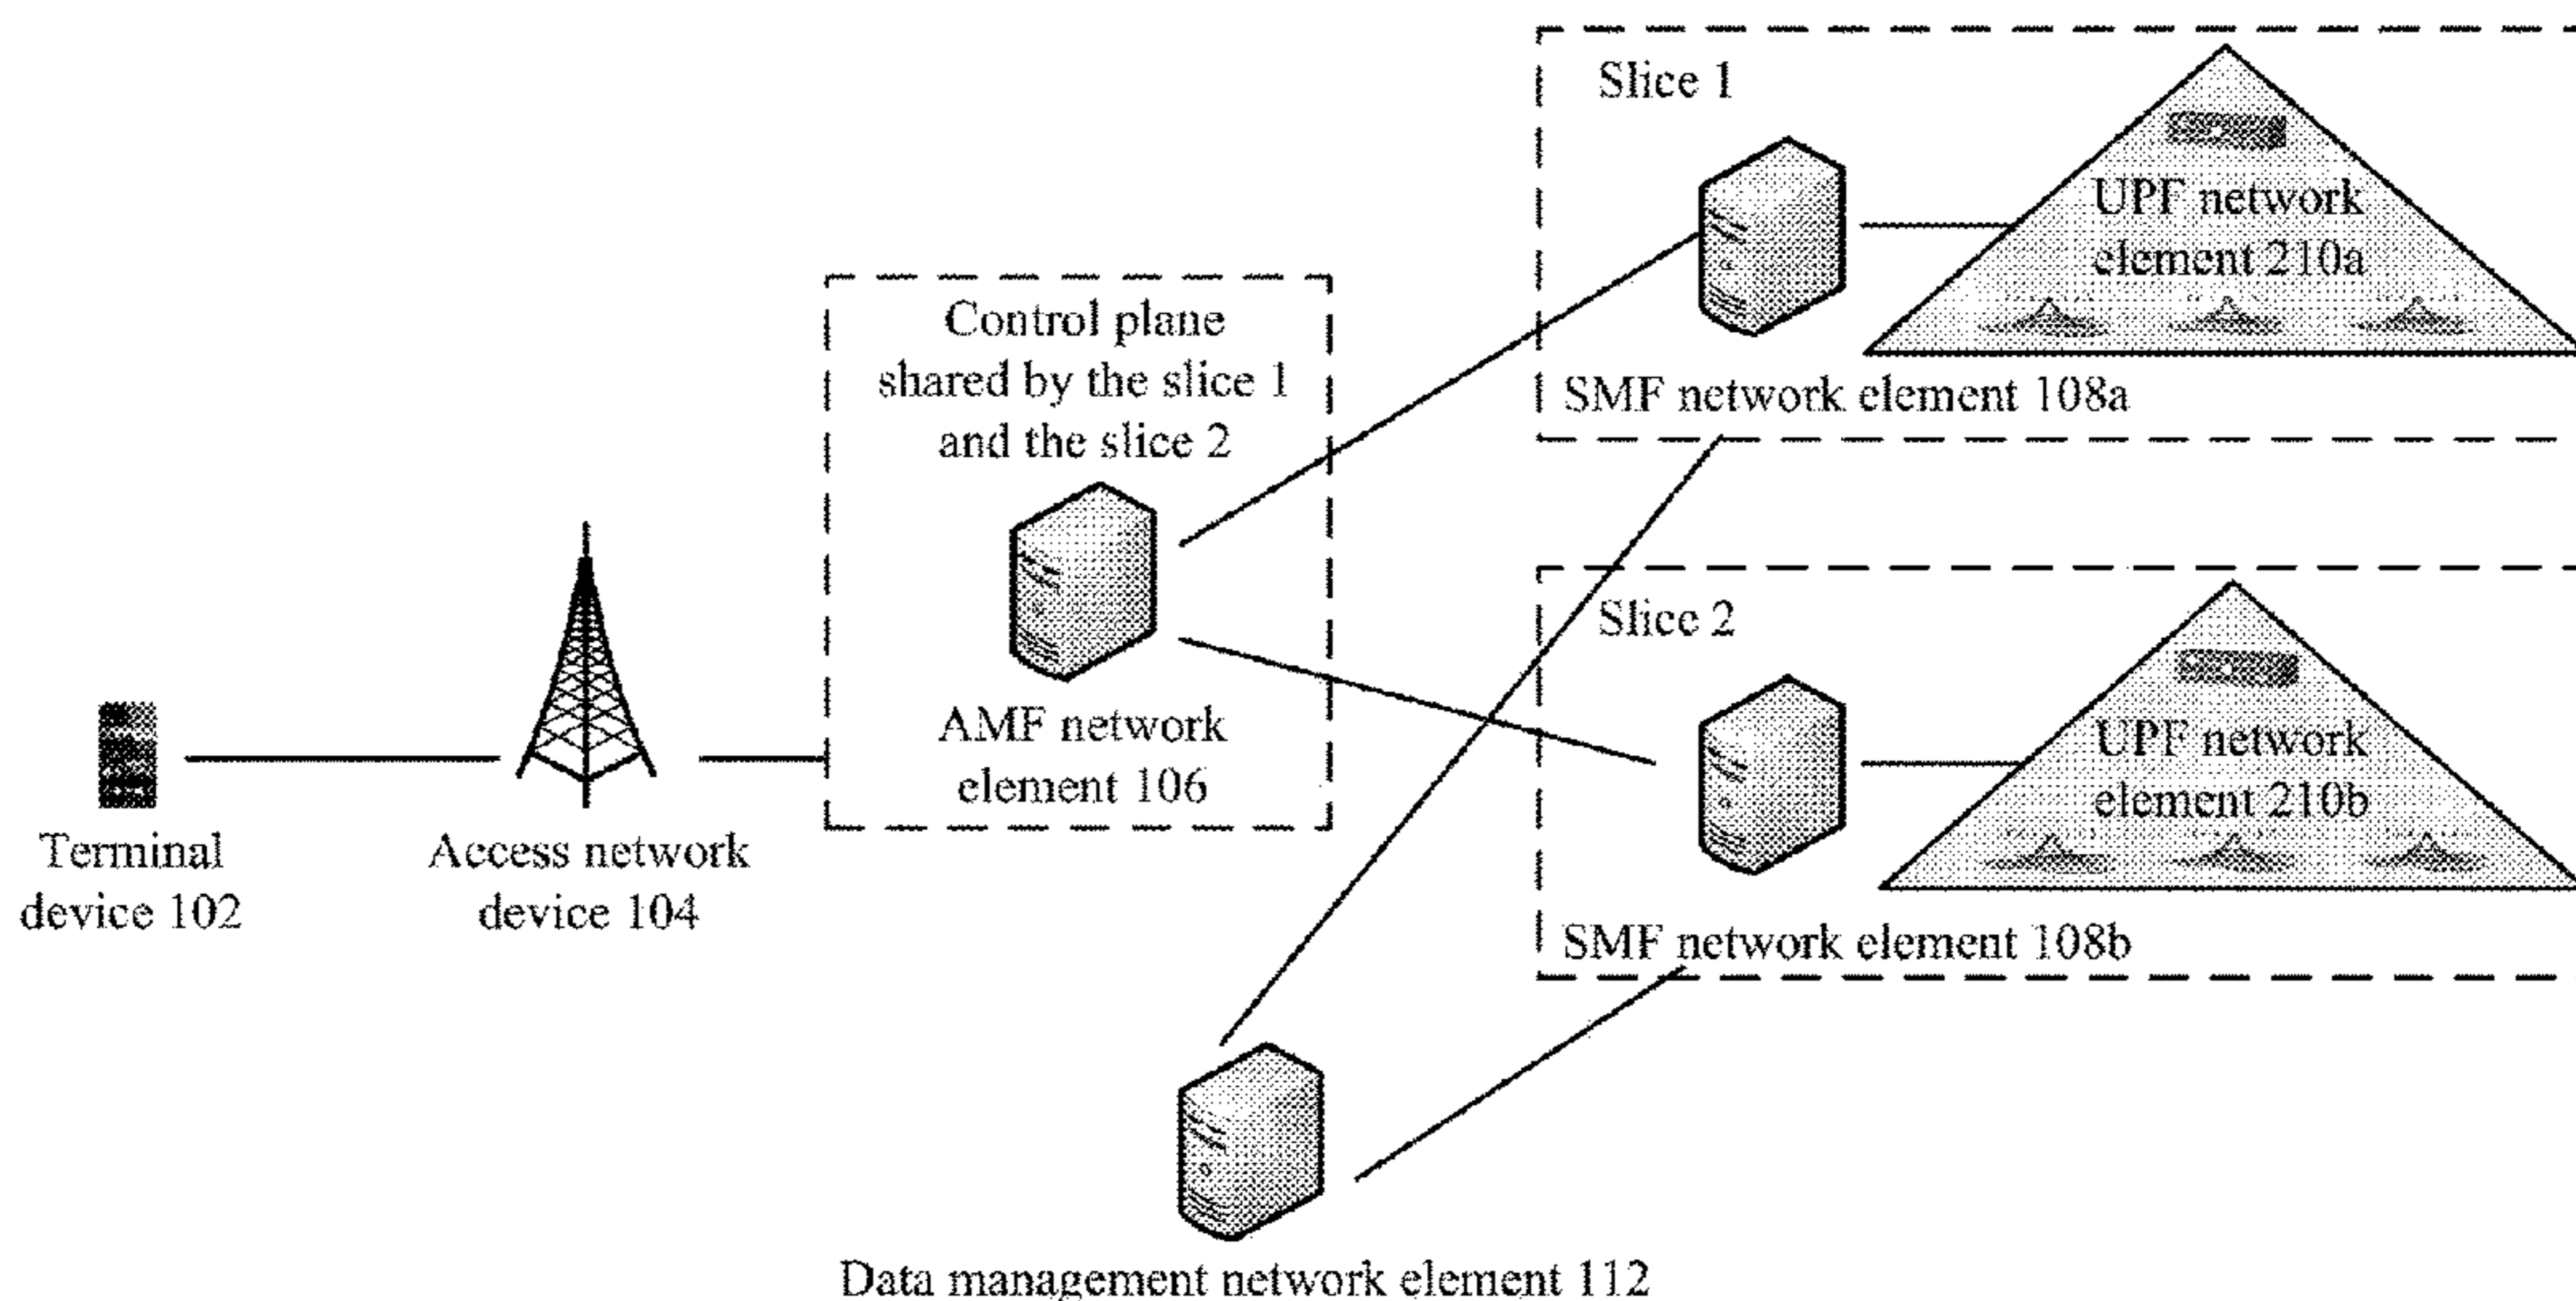 Slice 1
UPF network
element 210a
SMF network element 108a
Control plane
shared by the slice 1
and the slice 2
AMF network
element 106
Slice 2
UPF network
element 210b
SMF network element 108b
Terminal
device 102
Access network
device 104
Data management network element 112